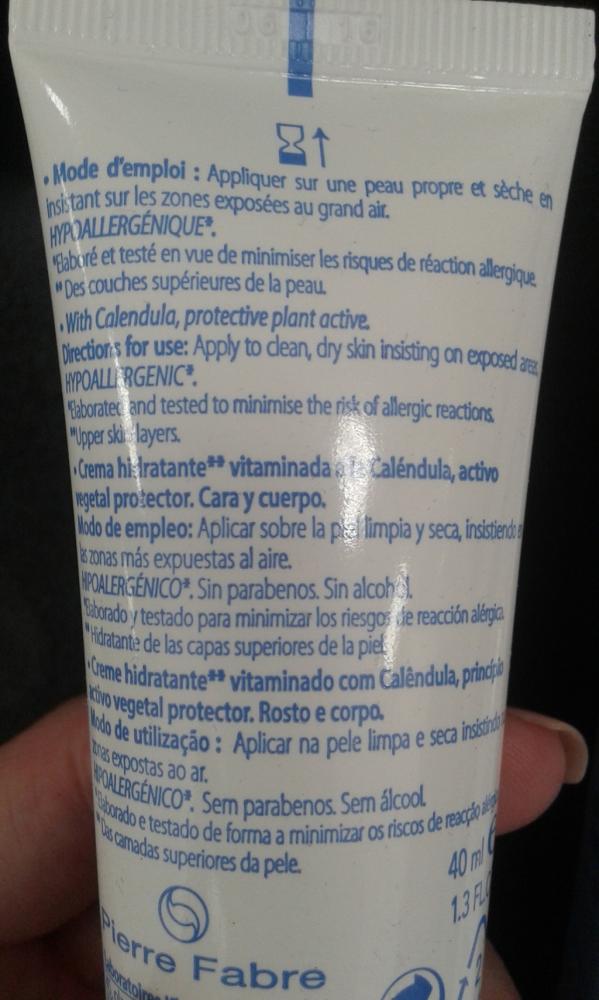 06 16
• Mode d'emploi : Appliquer sur une peau propre et sèche en
insistant sur les zones exposées au grand air.
HYPOALLERGÉNIQUE*.
*Elaboré et testé en vue de minimiser les risques de réaction allergique.
** Des couches supérieures de la peau.
• With Calendula, protective plant active.
Directions for use: Apply to clean, dry skin insisting on exposed areas.
HYPOALLERGENIC*.
*Elaborated and tested to minimise the risk of allergic reactions.
**Upper skin layers.
• Crema hidratante** vitaminada a la Caléndula, activo
vegetal protector. Cara y cuerpo.
Modo de empleo: Aplicar sobre la piel limpia y seca, insistiendo
las zonas más expuestas al aire.
HIPOALERGÉNICO*. Sin parabenos. Sin alcohol.
*Elaborado y testado para minimizar los riesgos de reacción alérgica.
**Hidratante de las capas superiores de la piel.
• Creme hidratante** vitaminado com Calêndula, princípio
activo vegetal protector. Rosto e corpo.
Modo de utilização : Aplicar na pele limpa e seca insistindo
zonas expostas ao ar.
HIPOALERGÉNICO*. Sem parabenos. Sem álcool.
*Elaborado e testado de forma a minimizar os riscos de reacção
**Das camadas superiores da pele.
40 ml e
1.3 FL.
Pierre Fabre
Laboratoires
2